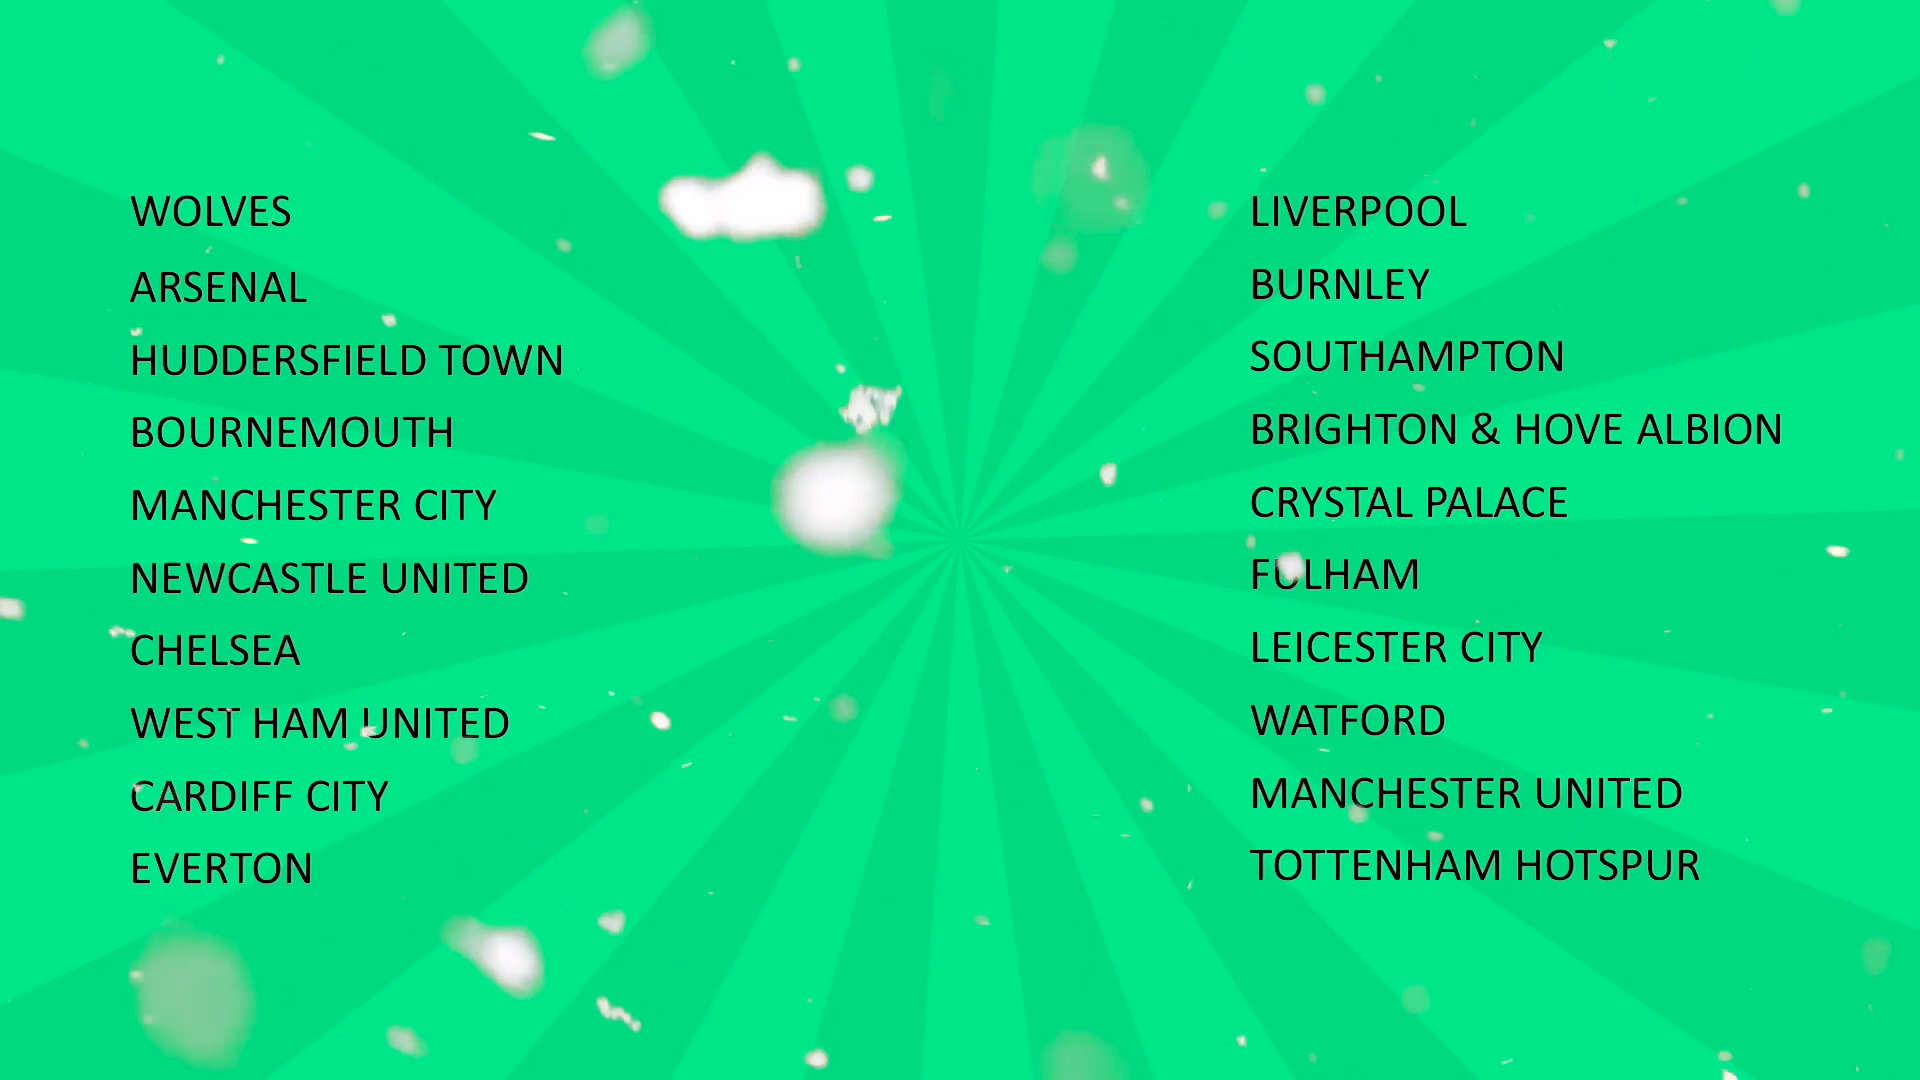 WOLVES
ARSENAL
HUDDERSFIELD TOWN
BOURNEMOUTH
MANCHESTER CITY
NEWCASTLE UNITED
CHELSEA
WEST HAM UNITED
CARDIFF CITY
EVERTON
LIVERPOOL
BURNLEY
SOUTHAMPTON
BRIGHTON & HOVE ALBION
CRYSTAL PALACE
FULHAM
LEICESTER CITY
WATFORD
MANCHESTER UNITED
TOTTENHAM HOTSPUR